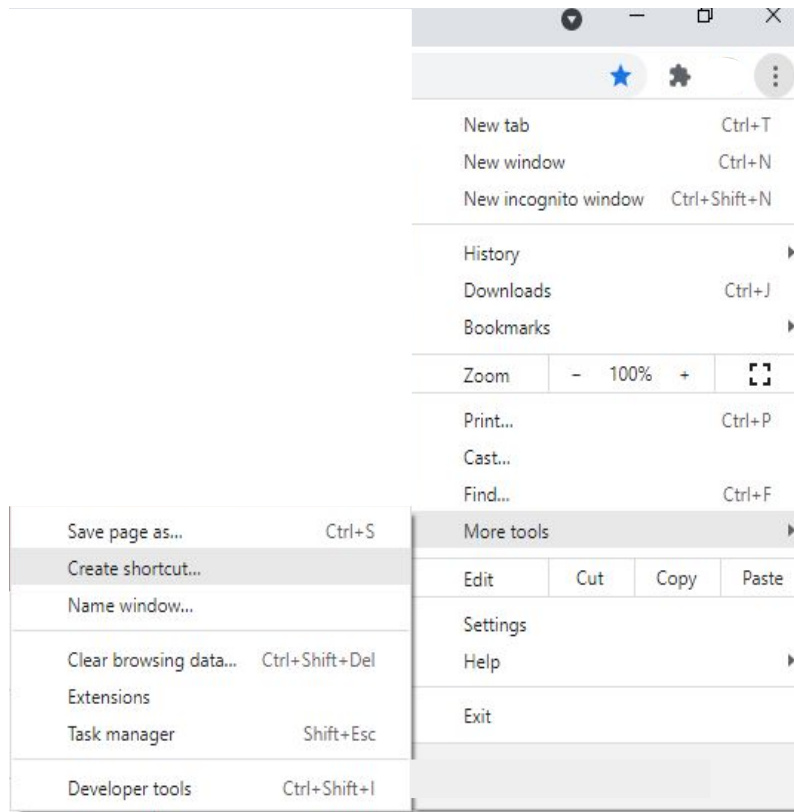 New tab Ctrl+T
New window Ctrl+N
New incognito window Ctrl+Shift+N
History
Downloads Ctrl+J
Bookmarks
Zoom - 100% +
Print... Ctrl+P
Cast...
Find... Ctrl+F
More tools
Edit Cut Copy Paste
Settings
Help
Exit
Save page as... Ctrl+S
Create shortcut...
Name window...
Clear browsing data... Ctrl+Shift+Del
Extensions
Task manager Shift+Esc
Developer tools Ctrl+Shift+I